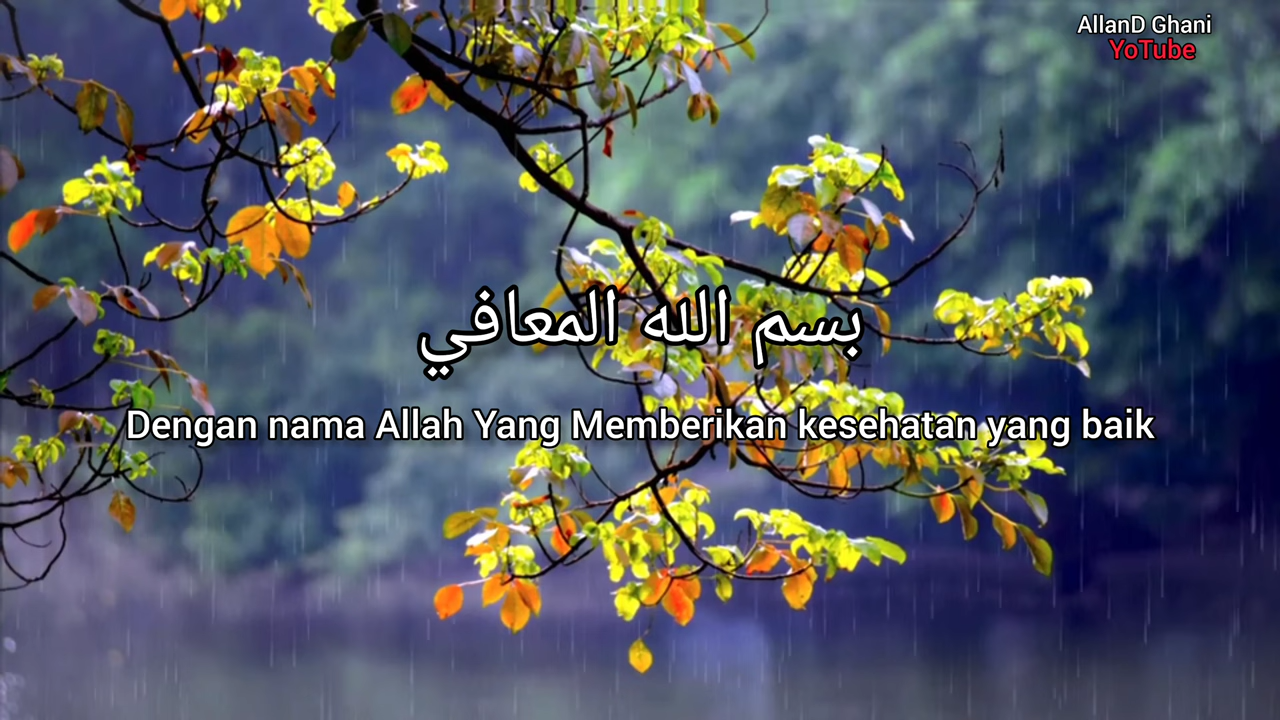 AllanD Ghani
YoTube
بسم الله المعافي
Dengan nama Allah Yang Memberikan kesehatan yang baik